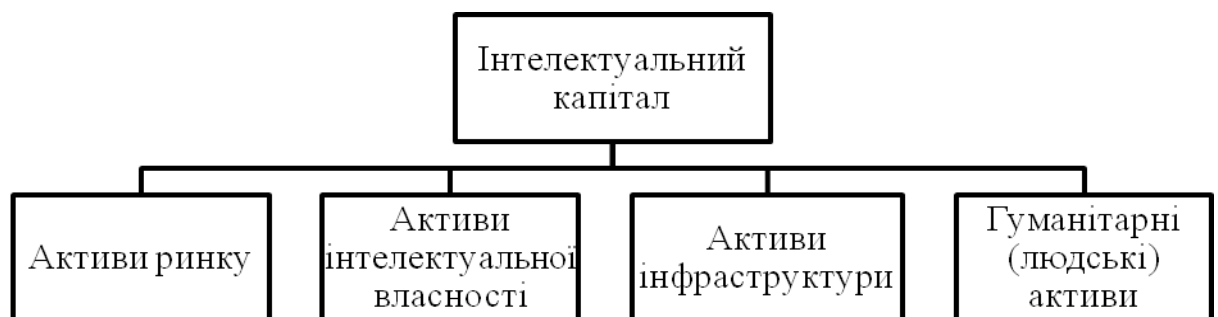 Інтелектуальний
капітал
Активи ринку
Активи
інтелектуальної
власності
Активи
інфраструктури
Гуманітарні
(людські)
активи